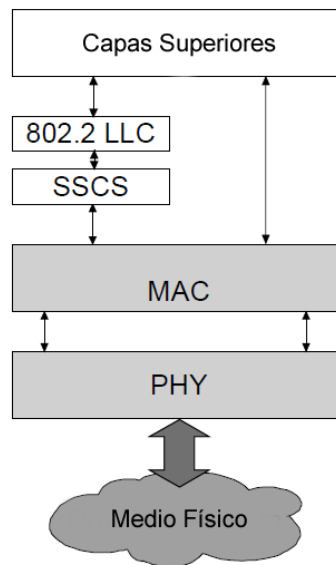 Capas Superiores
802.2 LLC
SSCS
MAC
PHY
Medio Físico